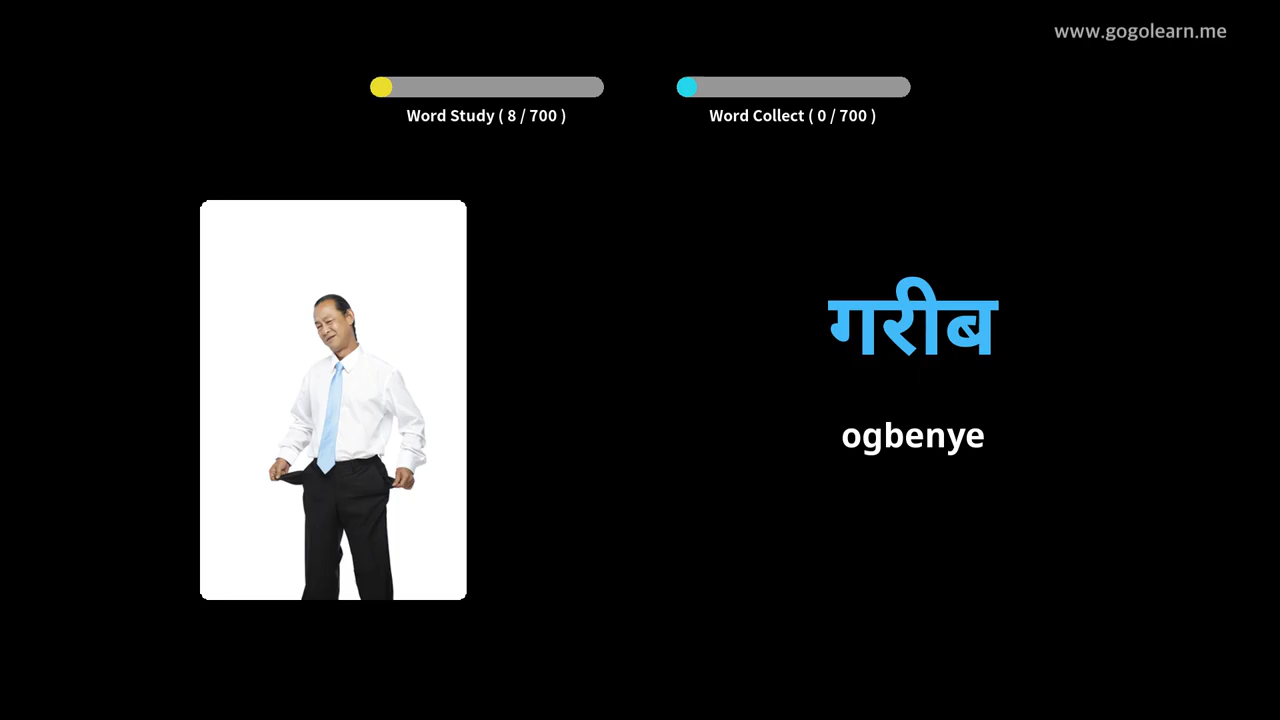 www.gogolearn.me
Word Study ( 8 / 700 )
Word Collect ( 0 / 700 )
गरीब
ogbenye